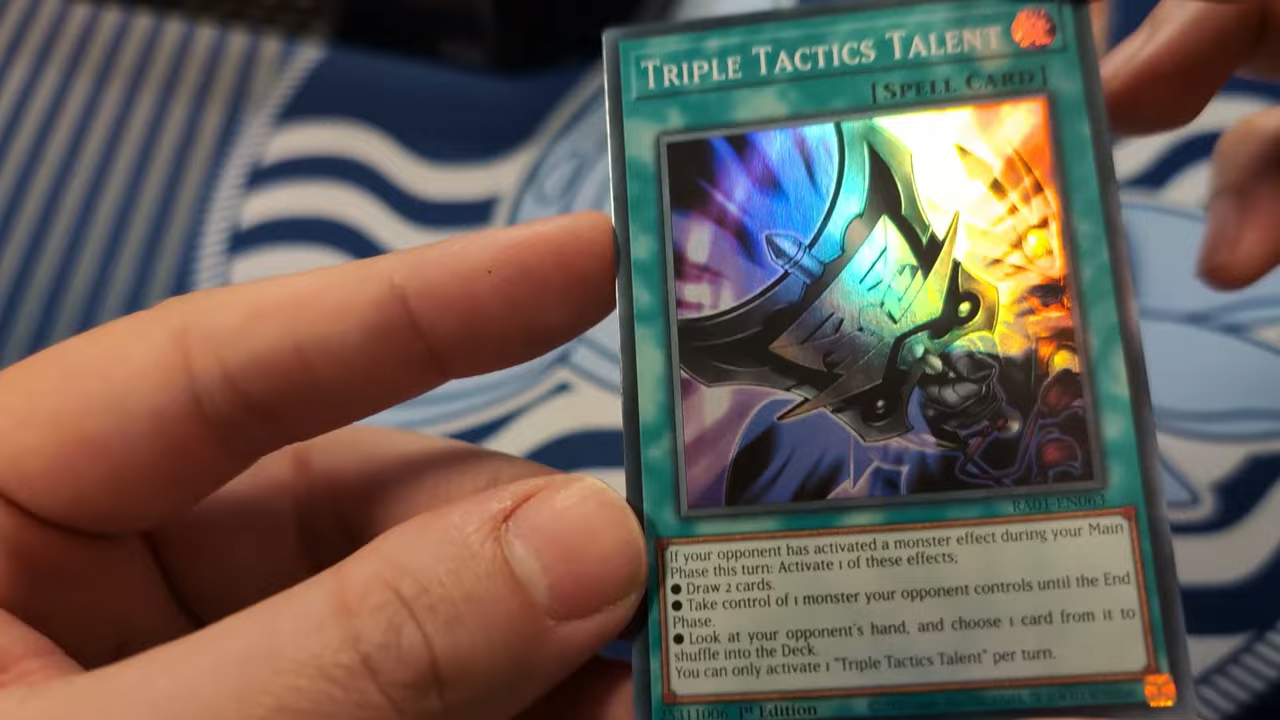 TRIPLE TACTICS TALENT
[SPELL CARD]
RA01-EN063
If your opponent has activated a monster effect during your Main
Phase this turn: Activate 1 of these effects;
● Draw 2 cards.
● Take control of 1 monster your opponent controls until the End
Phase.
● Look at your opponent's hand, and choose 1 card from it to
shuffle into the Deck.
You can only activate 1 "Triple Tactics Talent" per turn.
1st Edition